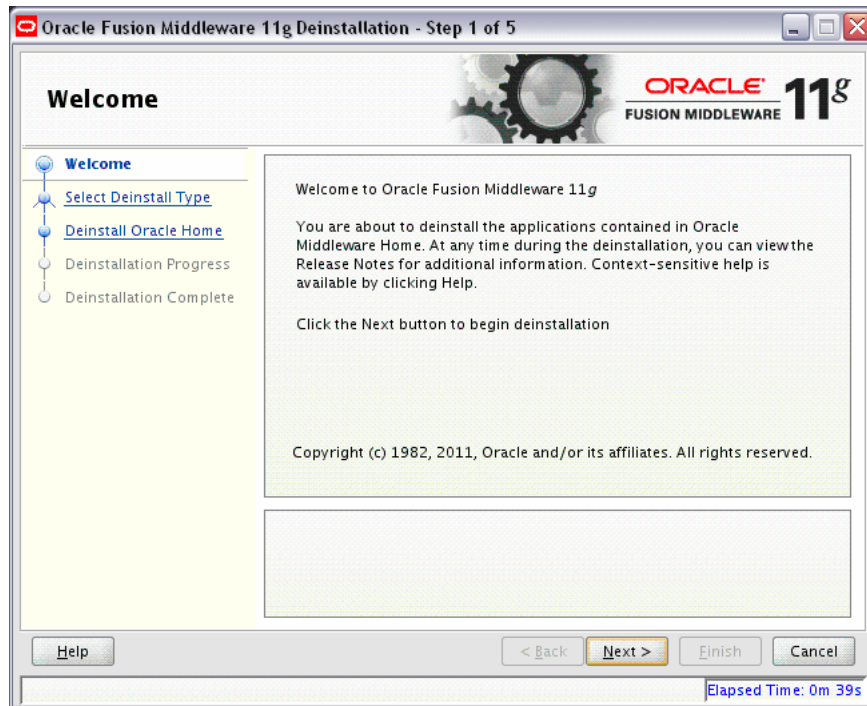 Oracle Fusion Middleware 11g Deinstallation - Step 1 of 5
Welcome
ORACLE
FUSION MIDDLEWARE
11g
Welcome
Select Deinstall Type
Deinstall Oracle Home
Deinstallation Progress
Deinstallation Complete
Welcome to Oracle Fusion Middleware 11g
You are about to deinstall the applications contained in Oracle
Middleware Home. At any time during the deinstallation, you can view the
Release Notes for additional information. Context-sensitive help is
available by clicking Help.
Click the Next button to begin deinstallation
Copyright (c) 1982, 2011, Oracle and/or its affiliates. All rights reserved.
Help
< Back
Next >
Finish
Cancel
Elapsed Time: 0m 39s